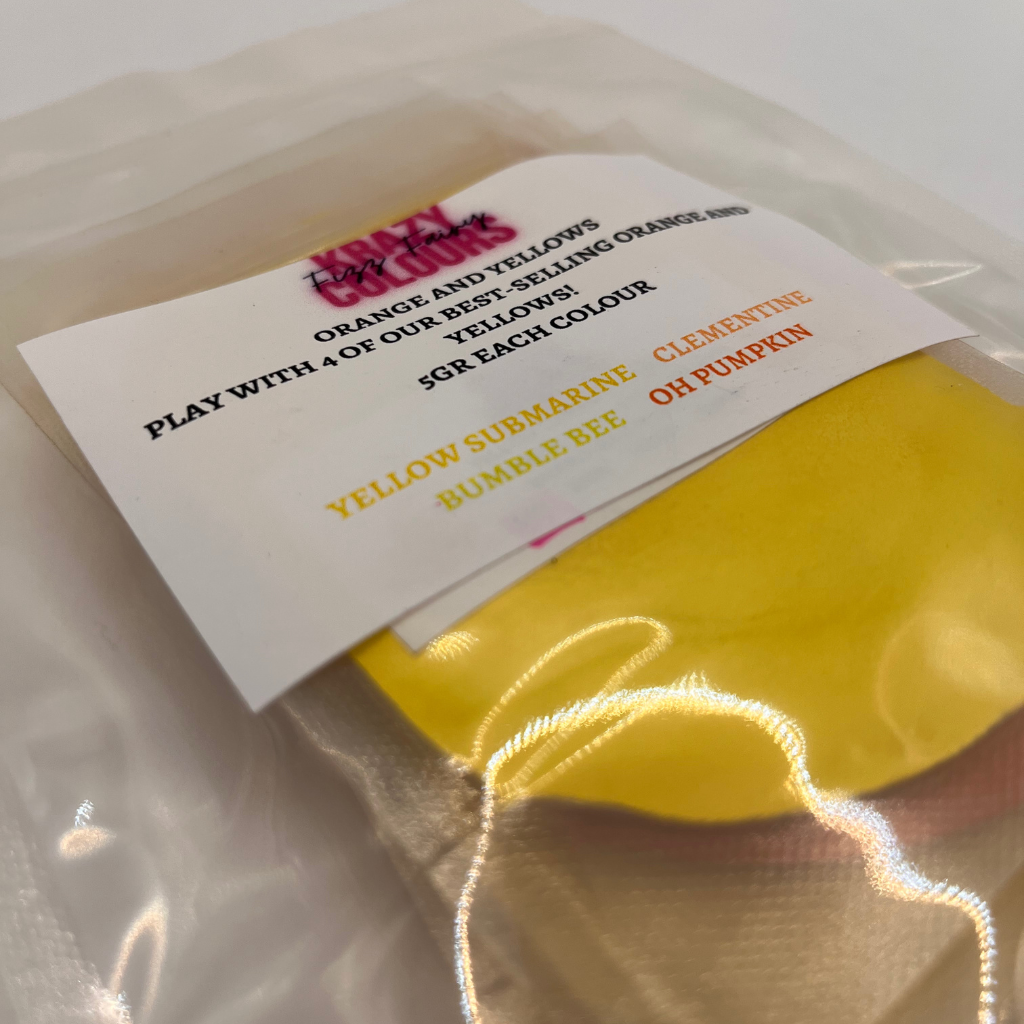 KRAZY
Fizz Fairy
COLOURS
ORANGE AND YELLOWS
PLAY WITH 4 OF OUR BEST-SELLING ORANGE AND
YELLOWS!
5GR EACH COLOUR
YELLOW SUBMARINE CLEMENTINE
BUMBLE BEE OH PUMPKIN